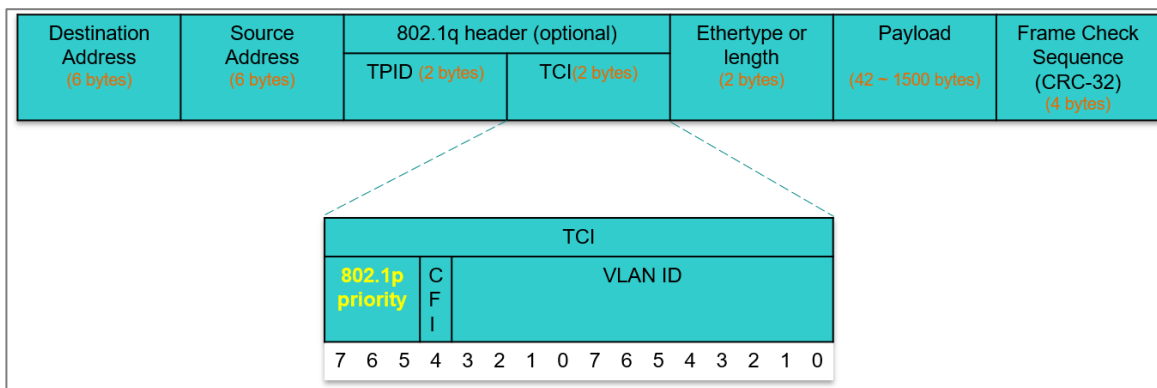 Destination
Address
(6 bytes)
Source
Address
(6 bytes)
802.1q header (optional)
TPID (2 bytes)
TCI(2 bytes)
Ethertype or
length
(2 bytes)
Payload
(42 ~ 1500 bytes)
Frame Check
Sequence
(CRC-32)
(4 bytes)
TCI
802.1p
priority
C
F
I
VLAN ID
7 6 5 4 3 2 1 0 7 6 5 4 3 2 1 0